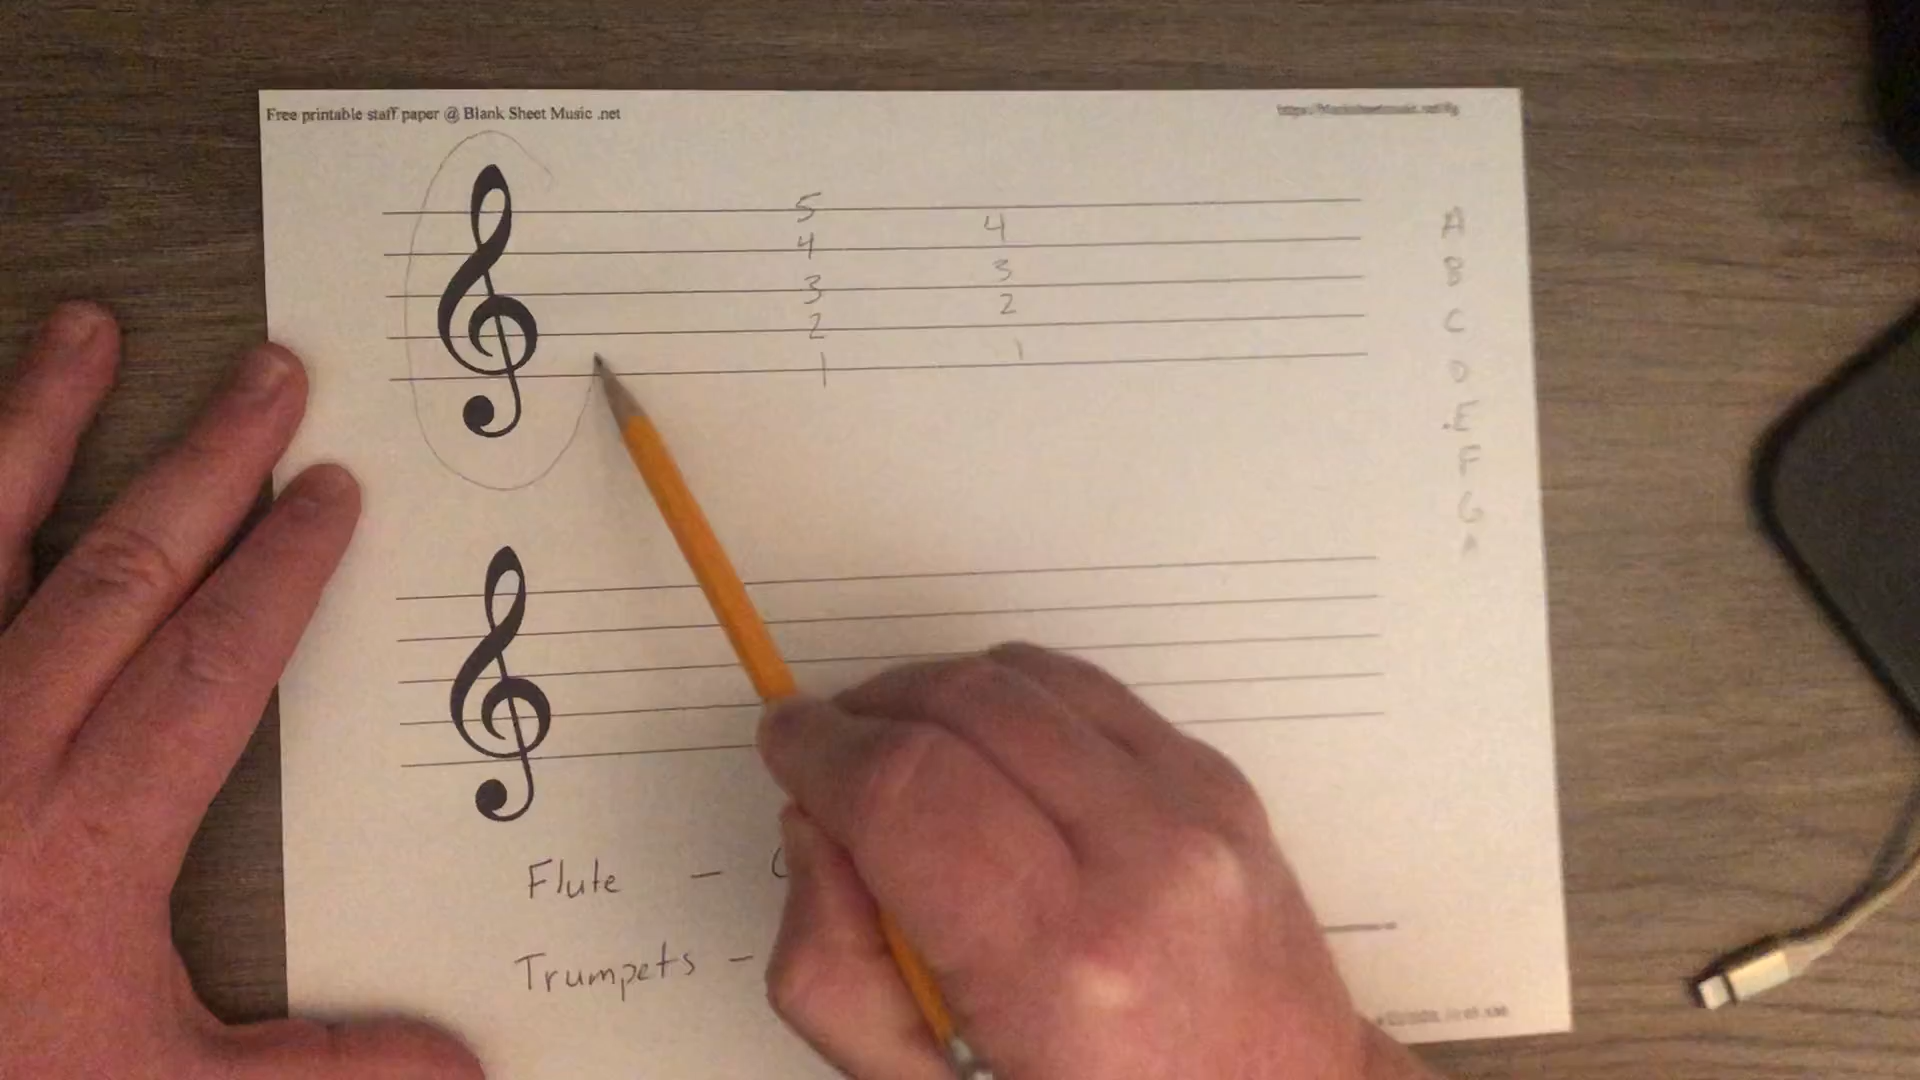 Free printable staff paper @ Blank Sheet Music .net
5
4
4
3
3
2
2
1
1
A
B
C
D
E
F
G
A
Flute –
Trumpets –